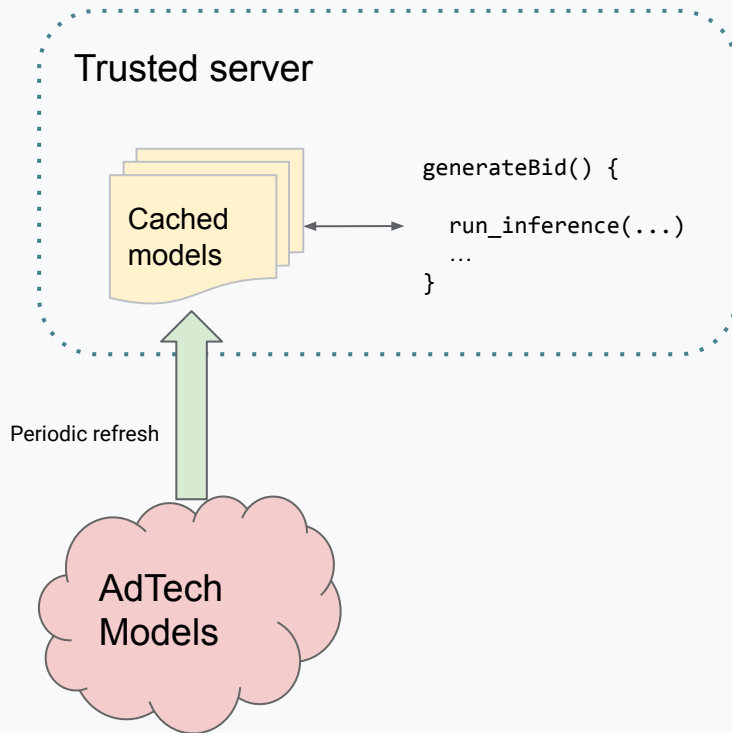 Trusted server
Cached
models
generateBid() {
run_inference(...)
…
}
Periodic refresh
AdTech
Models